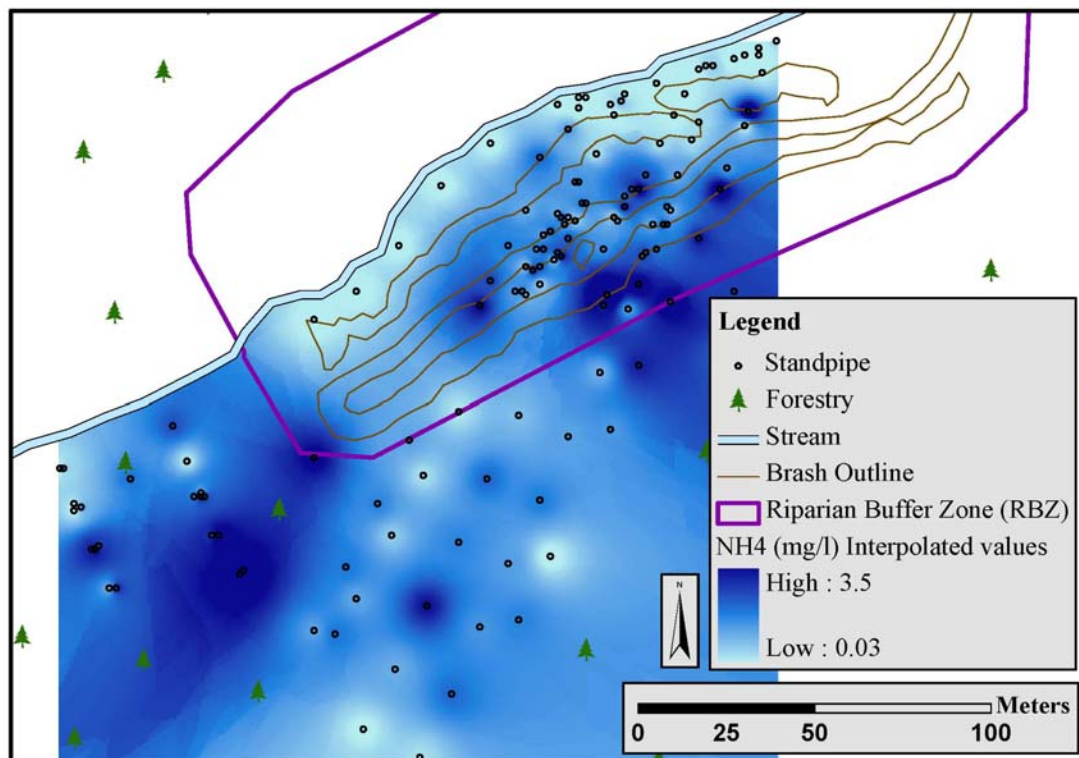 Legend
Standpipe
Forestry
Stream
Brash Outline
Riparian Buffer Zone (RBZ)
NH4 (mg/l) Interpolated values
High : 3.5
Low : 0.03
N
Meters
0 25 50 100